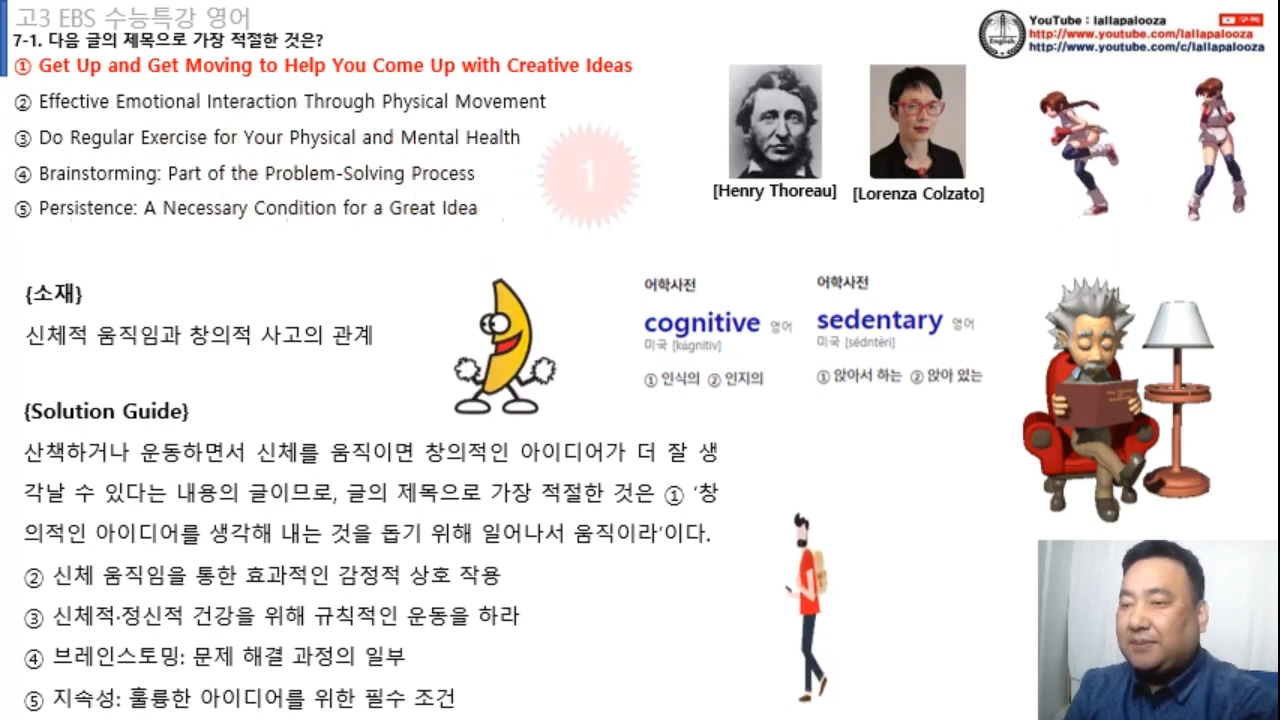 고3 EBS 수능특강 영어
7-1. 다음 글의 제목으로 가장 적절한 것은?
① Get Up and Get Moving to Help You Come Up with Creative Ideas
② Effective Emotional Interaction Through Physical Movement
③ Do Regular Exercise for Your Physical and Mental Health
④ Brainstorming: Part of the Problem-Solving Process
⑤ Persistence: A Necessary Condition for a Great Idea
1
English
YouTube : lallapalooza
구독
http://www.youtube.com/lallapalooza
http://www.youtube.com/c/lallapalooza
[Henry Thoreau]
[Lorenza Colzato]
{소재}
신체적 움직임과 창의적 사고의 관계
어학사전
cognitive 영어
미국 [kάgnitiv]
① 인식의 ② 인지의
어학사전
sedentary 영어
미국 [sédntèri]
① 앉아서 하는 ② 앉아 있는
{Solution Guide}
산책하거나 운동하면서 신체를 움직이면 창의적인 아이디어가 더 잘 생
각날 수 있다는 내용의 글이므로, 글의 제목으로 가장 적절한 것은 ① ‘창
의적인 아이디어를 생각해 내는 것을 돕기 위해 일어나서 움직이라’이다.
② 신체 움직임을 통한 효과적인 감정적 상호 작용
③ 신체적·정신적 건강을 위해 규칙적인 운동을 하라
④ 브레인스토밍: 문제 해결 과정의 일부
⑤ 지속성: 훌륭한 아이디어를 위한 필수 조건